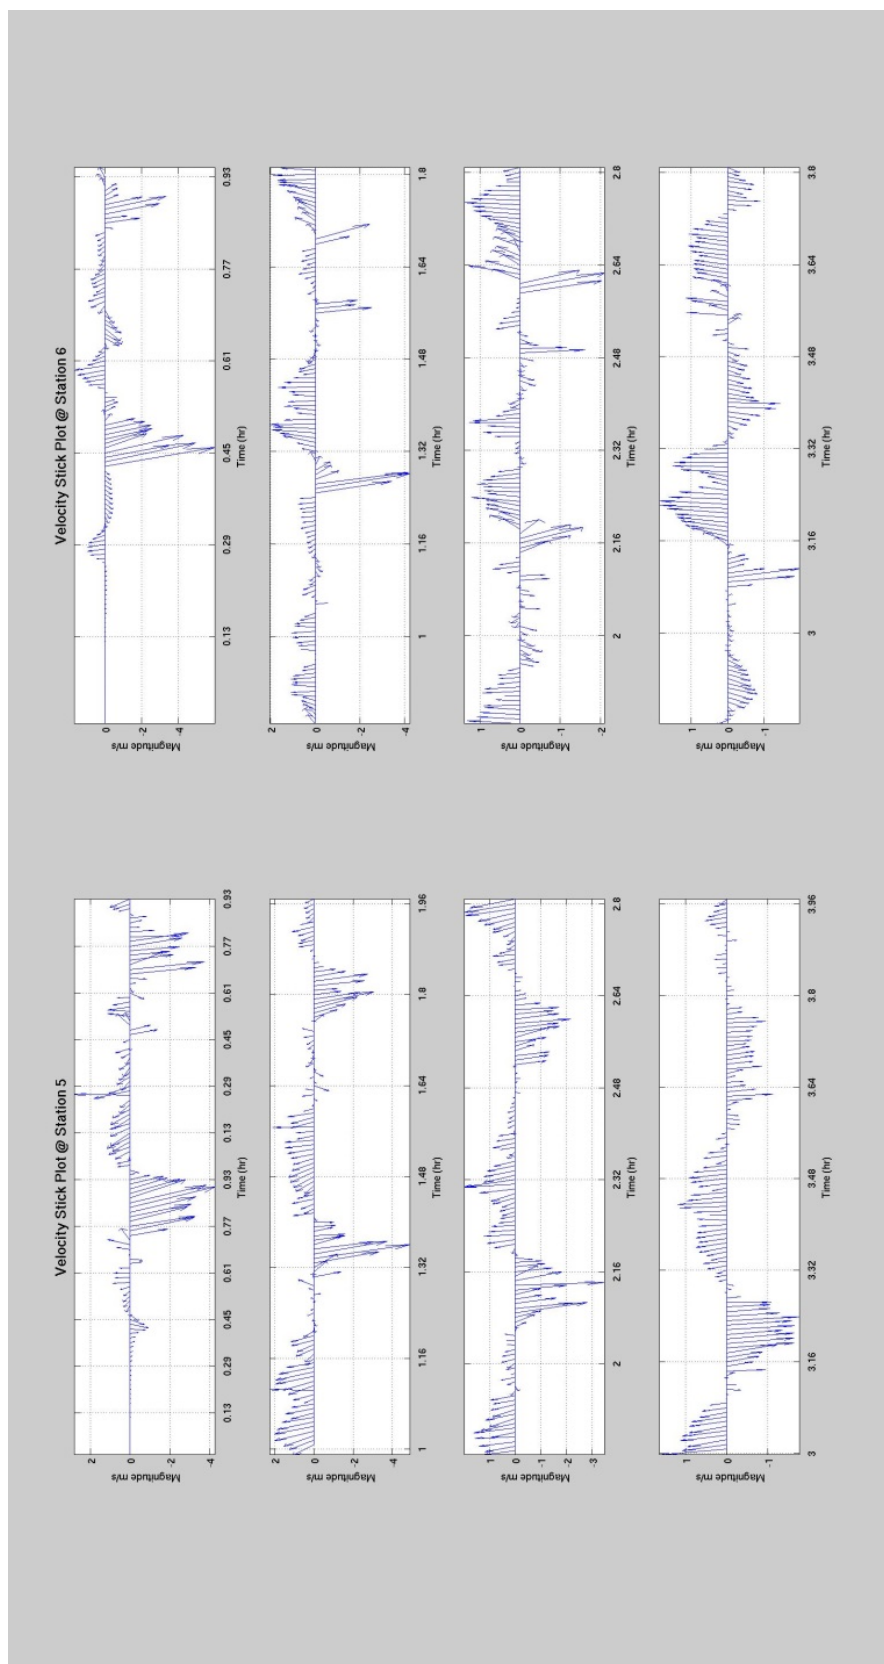 Velocity Stick Plot @ Station 5
Magnitude m/s
2
0
-2
-4
0.13 0.29 0.45 0.61 0.77 0.93 0.13 0.29 0.45 0.61 0.77 0.93
Time (hr)
Magnitude m/s
2
0
-2
-4
1 1.16 1.32 1.48 1.64 1.8 1.96
Time (hr)
Magnitude m/s
1
0
-1
-2
-3
2 2.16 2.32 2.48 2.64 2.8
Time (hr)
Magnitude m/s
1
0
-1
3 3.16 3.32 3.48 3.64 3.8 3.96
Time (hr)
Velocity Stick Plot @ Station 6
Magnitude m/s
0
-2
-4
0.13 0.29 0.45 0.61 0.77 0.93
Time (hr)
Magnitude m/s
2
0
-2
-4
1 1.16 1.32 1.48 1.64 1.8
Time (hr)
Magnitude m/s
1
0
-1
-2
2 2.16 2.32 2.48 2.64 2.8
Time (hr)
Magnitude m/s
1
0
-1
3 3.16 3.32 3.48 3.64 3.8
Time (hr)